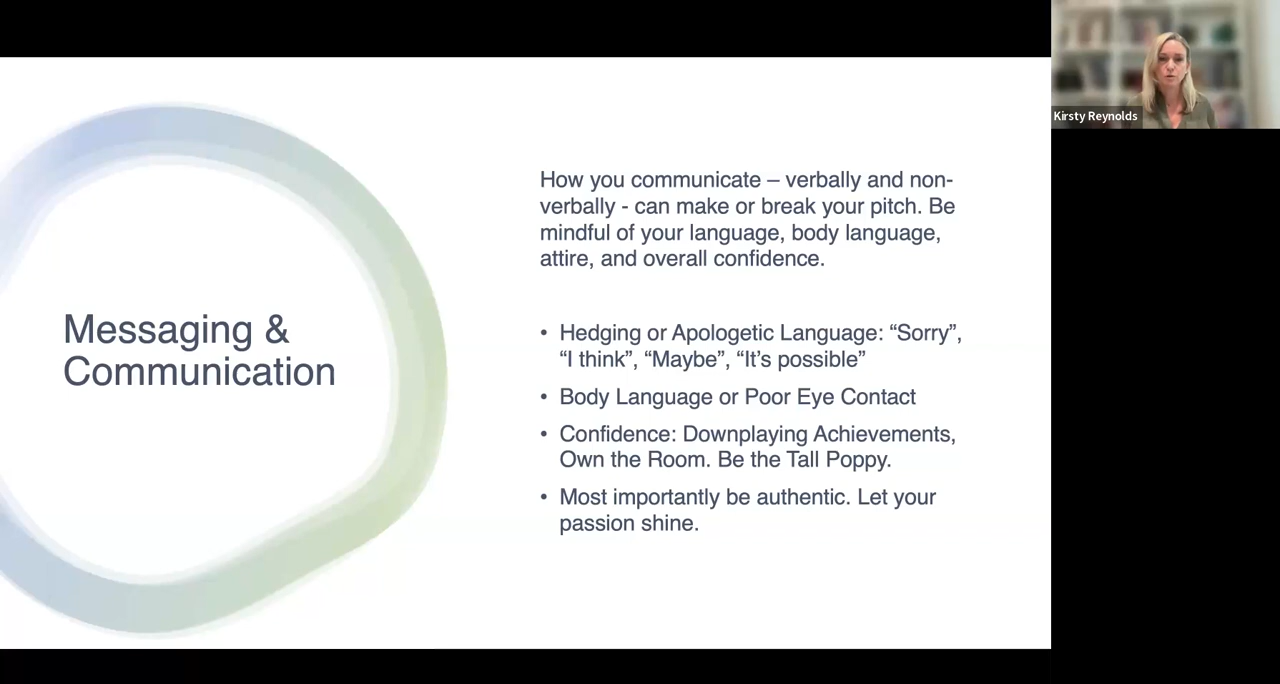 Kirsty Reynolds
Messaging &
Communication
How you communicate – verbally and non-
verbally - can make or break your pitch. Be
mindful of your language, body language,
attire, and overall confidence.
• Hedging or Apologetic Language: “Sorry”,
“I think”, “Maybe”, “It’s possible”
• Body Language or Poor Eye Contact
• Confidence: Downplaying Achievements,
Own the Room. Be the Tall Poppy.
• Most importantly be authentic. Let your
passion shine.